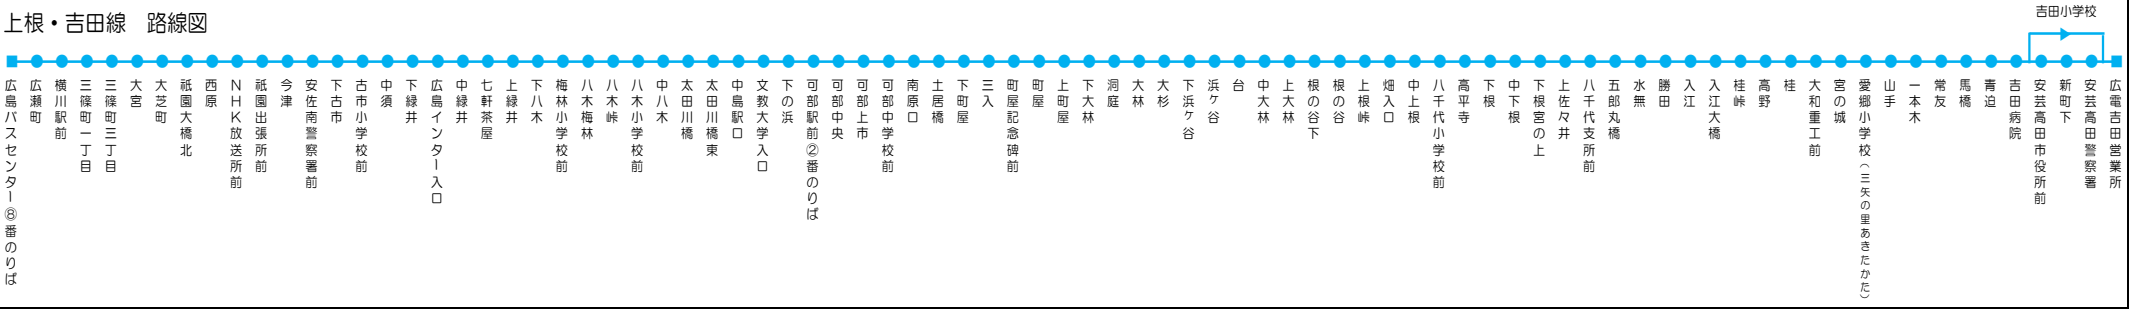 上根・吉田線　路線図
吉田小学校
広島バスセンター⑧番のりば
広瀬町
横川駅前
三篠町一丁目
三篠町三丁目
大宮
大芝町
祇園大橋北
西原
NHK放送所前
祇園出張所前
今津
安佐南警察署前
下古市
古市小学校前
中須
下緑井
広島インター入口
中緑井
七軒茶屋
上緑井
下八木
梅林小学校前
八木梅林
八木峠
八木小学校前
中八木
太田川橋
太田川橋東
中島駅口
文教大学入口
下の浜
可部駅前②番のりば
可部中央
可部上市
可部中学校前
南原口
土居橋
下町屋
三入
町屋記念碑前
町屋
上町屋
下大林
洞庭
大林
大杉
下浜ケ谷
浜ケ谷
台
中大林
上大林
根の谷下
根の谷
上根峠
畑入口
中上根
八千代小学校前
高平寺
下根
中下根
下根宮の上
上佐々井
八千代支所前
五郎丸橋
水無
勝田
入江
入江大橋
桂峠
高野
桂
大和重工前
宮の城
愛郷小学校（三矢の里あきたかた）
山手
一本木
常友
馬橋
青迫
吉田病院
安芸高田市役所前
新町下
安芸高田警察署
広電吉田営業所